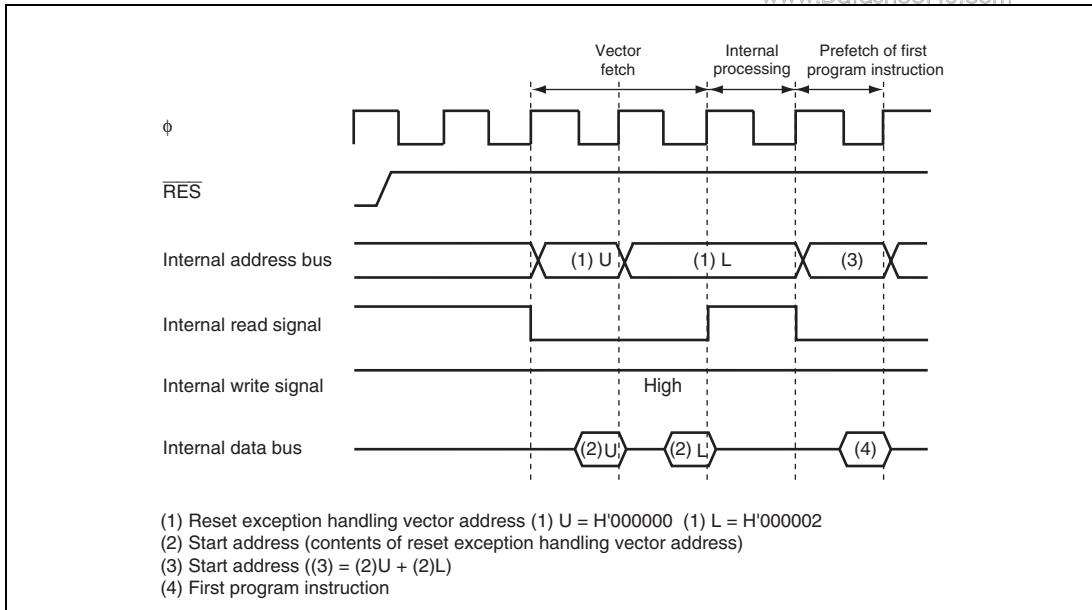 www.DataSheet4U.com
Vector fetch
Internal processing
Prefetch of first program instruction
φ
RES
Internal address bus
(1) U
(1) L
(3)
Internal read signal
Internal write signal
High
Internal data bus
(2)U
(2) L
(4)
(1) Reset exception handling vector address (1) U = H'000000 (1) L = H'000002
(2) Start address (contents of reset exception handling vector address)
(3) Start address ((3) = (2)U + (2)L)
(4) First program instruction